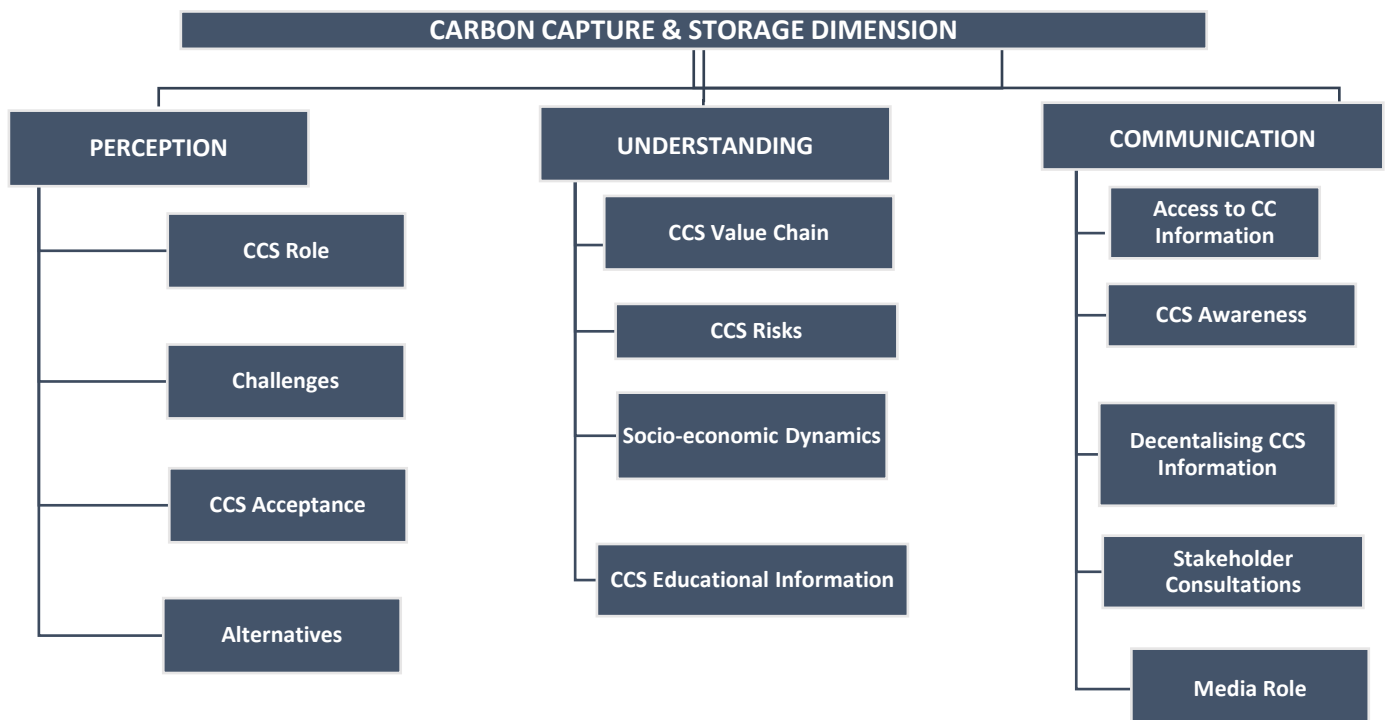 CARBON CAPTURE & STORAGE DIMENSION
PERCEPTION
CCS Role
Challenges
CCS Acceptance
Alternatives
UNDERSTANDING
CCS Value Chain
CCS Risks
Socio-economic Dynamics
CCS Educational Information
COMMUNICATION
Access to CC
Information
CCS Awareness
Decentalising CCS
Information
Stakeholder
Consultations
Media Role